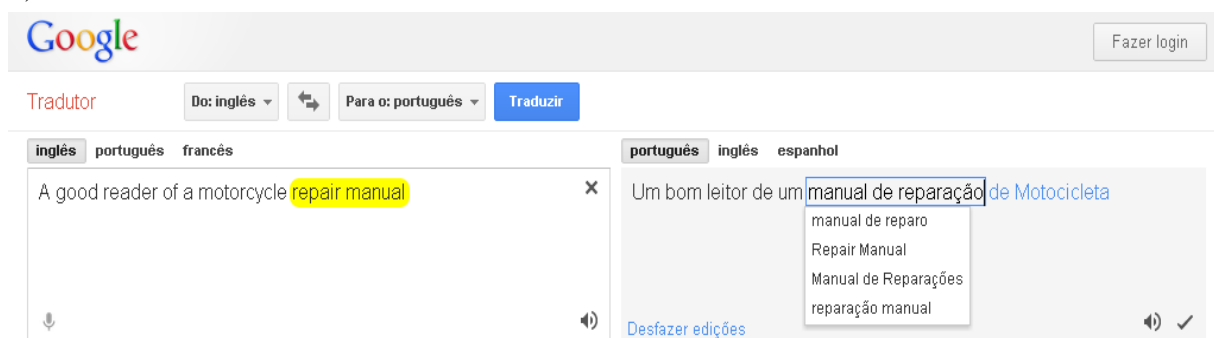 Google
Fazer login
Tradutor Do: inglês Para o: português Traduzir
inglês português francês
A good reader of a motorcycle repair manual
português inglês espanhol
Um bom leitor de um manual de reparação de Motocicleta
manual de reparo
Repair Manual
Manual de Reparações
reparação manual
Desfazer edições